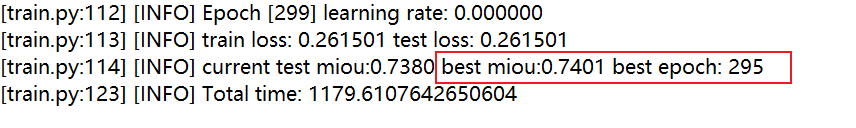 [train.py:112] [INFO] Epoch [299] learning rate: 0.000000
[train.py:113] [INFO] train loss: 0.261501 test loss: 0.261501
[train.py:114] [INFO] current test miou:0.7380 best miou:0.7401 best epoch: 295
[train.py:123] [INFO] Total time: 1179.6107642650604